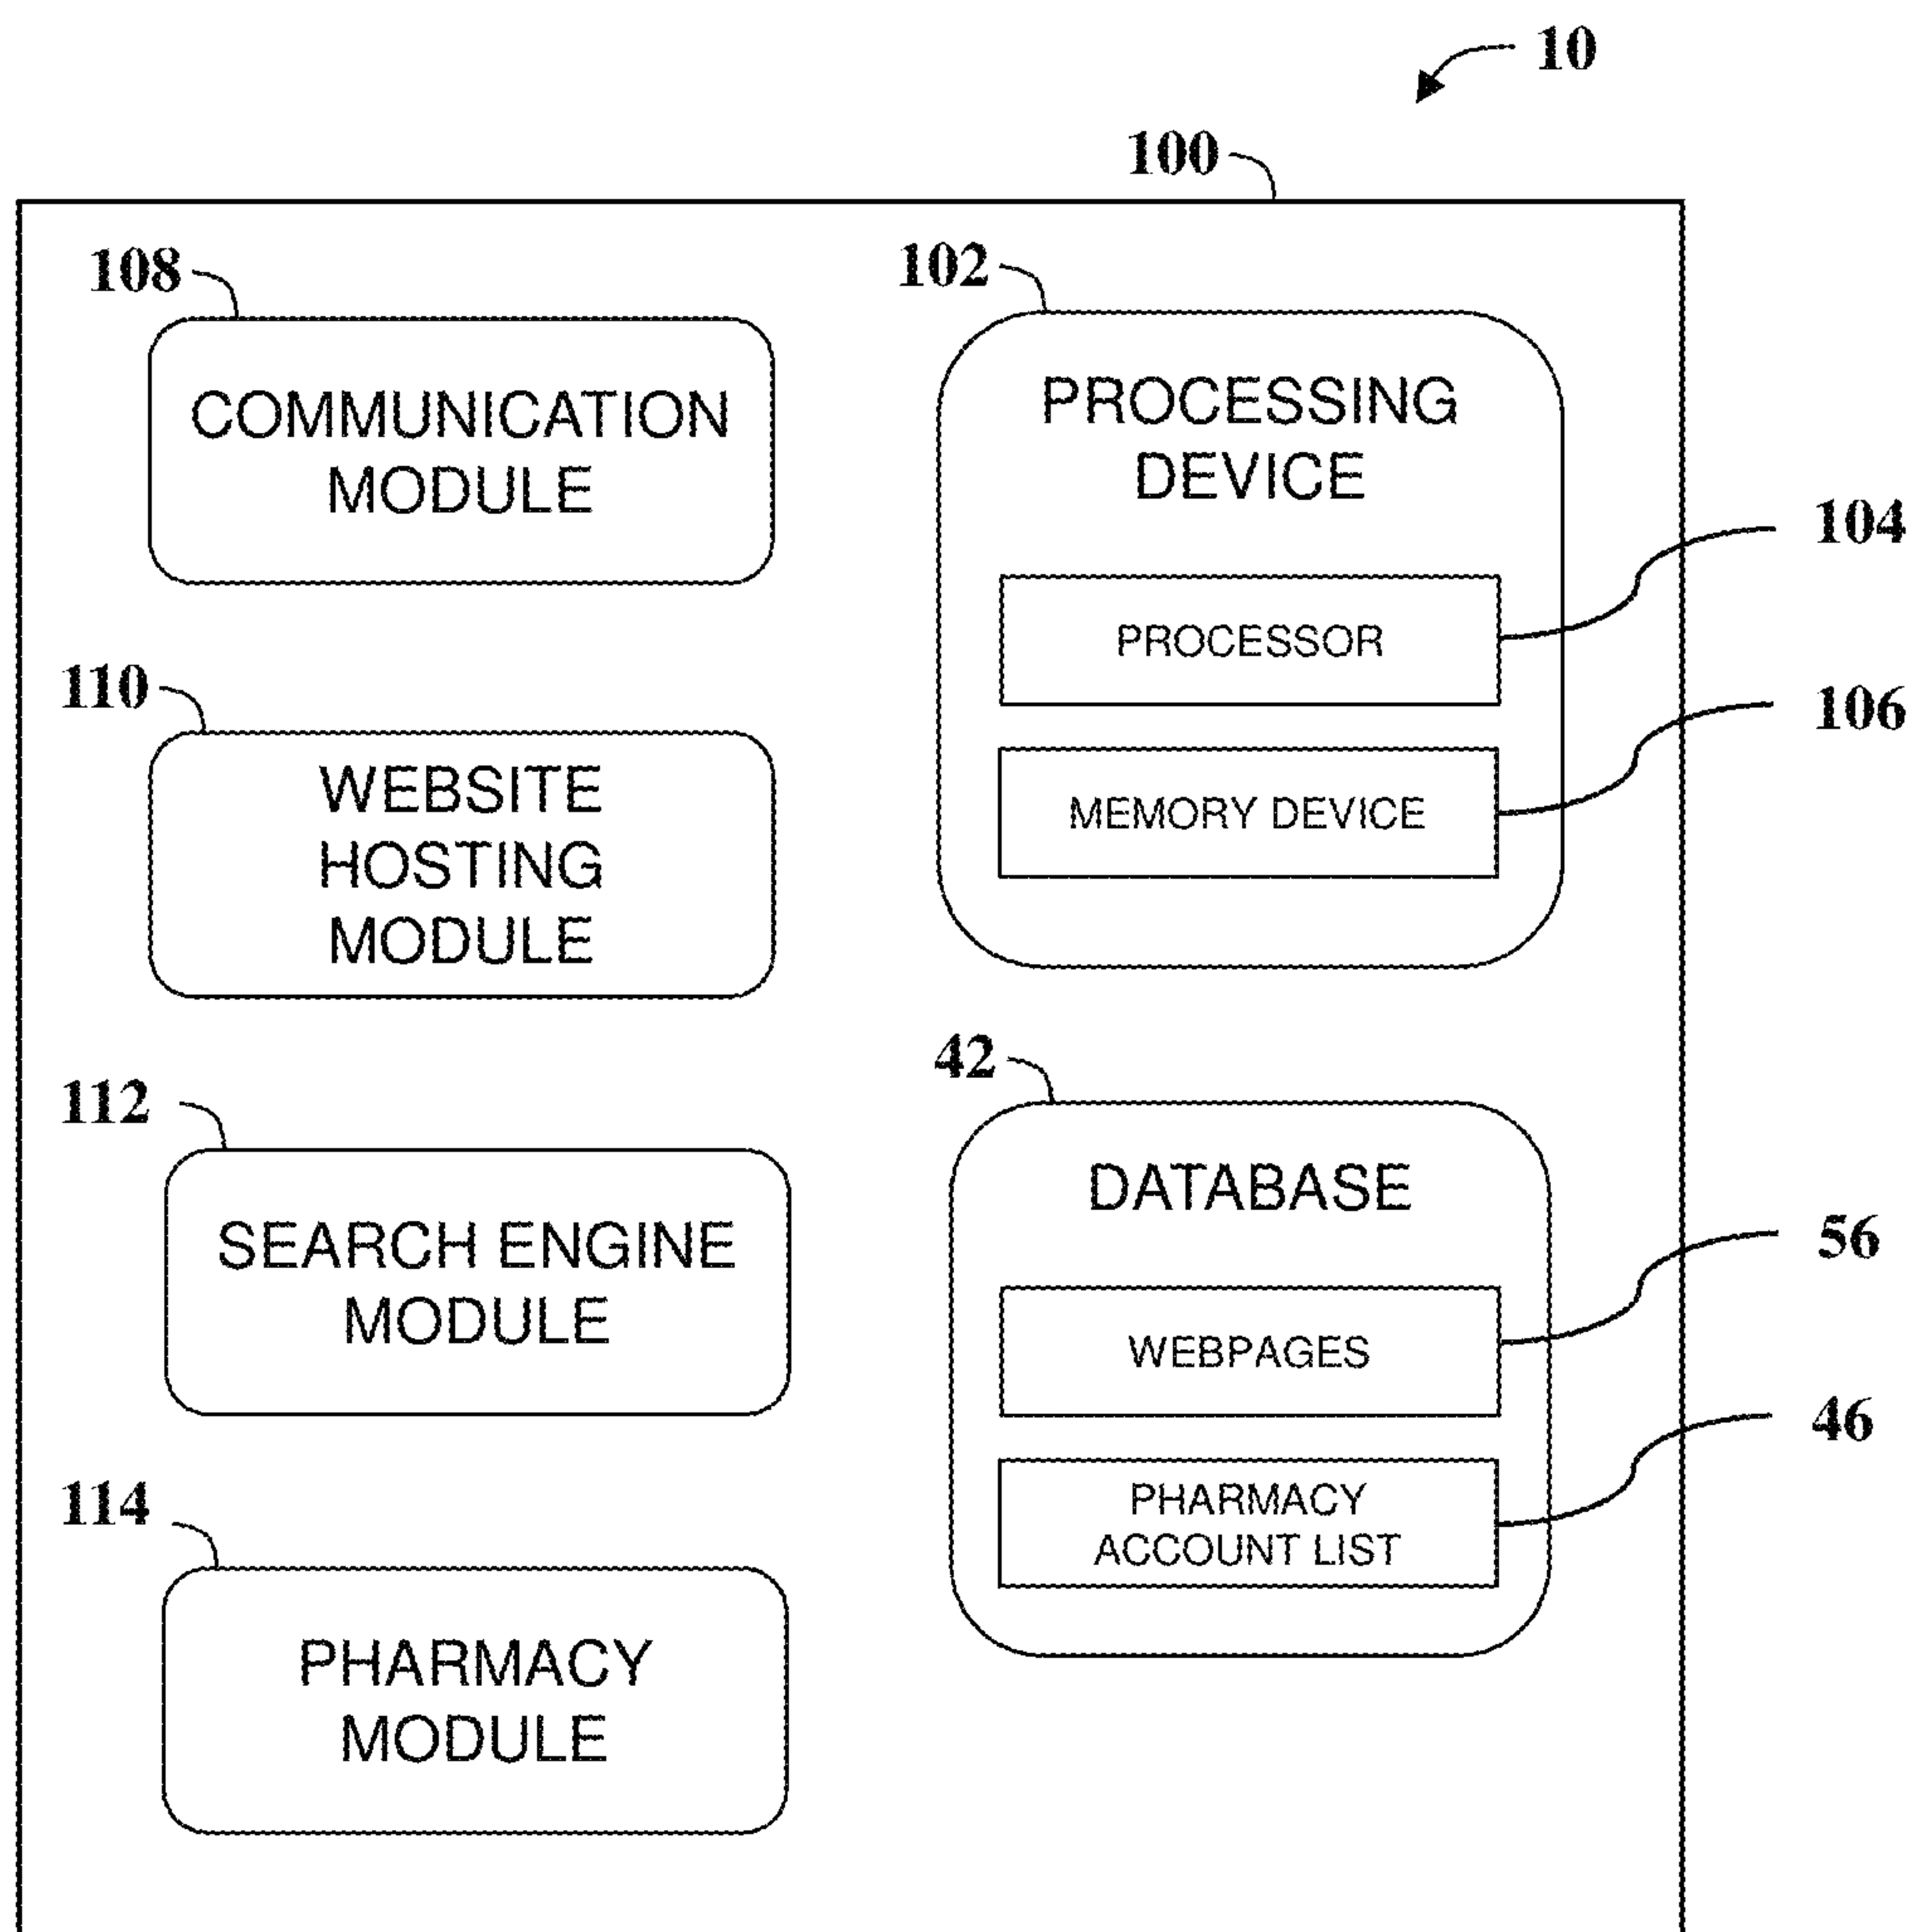 10
100
108
COMMUNICATION
MODULE
102
PROCESSING
DEVICE
PROCESSOR
104
MEMORY DEVICE
106
110
WEBSITE
HOSTING
MODULE
112
SEARCH ENGINE
MODULE
42
DATABASE
WEBPAGES
56
PHARMACY
ACCOUNT LIST
46
114
PHARMACY
MODULE